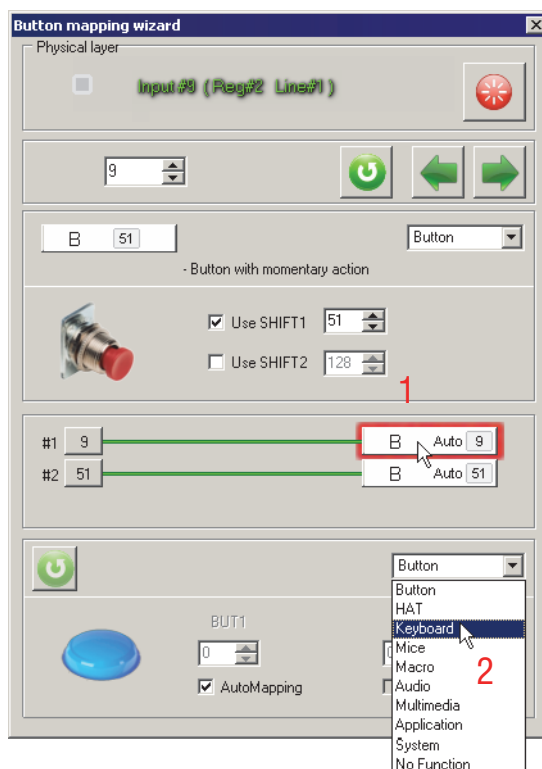 Button mapping wizard
Physical layer
Input#9 (Reg#2 Line#1)
9
B 51
Button
- Button with momentary action
Use SHIFT1 51
Use SHIFT2 128
1
#1 9 B Auto 9
#2 51 B Auto 51
Button
Button
HAT
Keyboard
Mice
Macro
Audio
Multimedia
Application
System
No Function
2
BUT1
0
AutoMapping